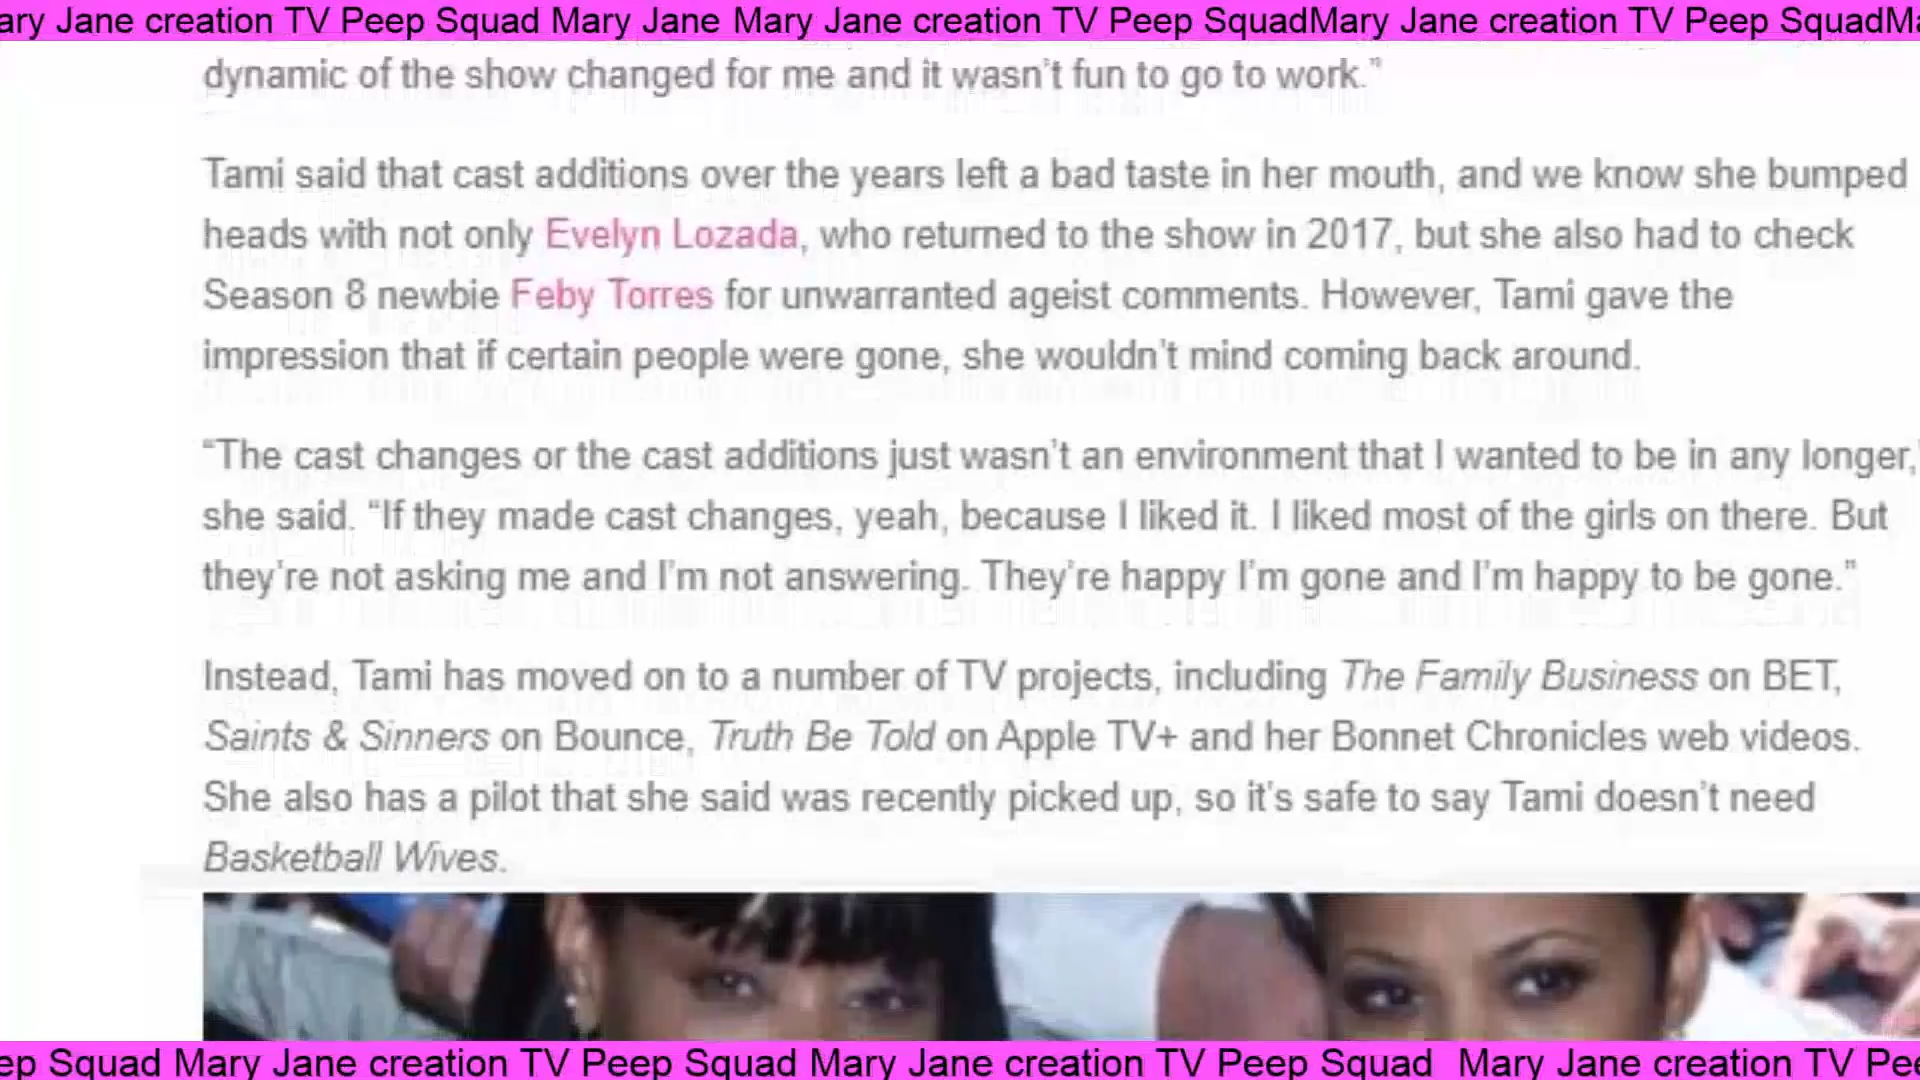 ary Jane creation TV Peep Squad Mary Jane Mary Jane creation TV Peep SquadMary Jane creation TV Peep SquadMa
dynamic of the show changed for me and it wasn’t fun to go to work.”
Tami said that cast additions over the years left a bad taste in her mouth, and we know she bumped
heads with not only Evelyn Lozada, who returned to the show in 2017, but she also had to check
Season 8 newbie Feby Torres for unwarranted ageist comments. However, Tami gave the
impression that if certain people were gone, she wouldn’t mind coming back around.
“The cast changes or the cast additions just wasn’t an environment that I wanted to be in any longer,”
she said. “If they made cast changes, yeah, because I liked it. I liked most of the girls on there. But
they’re not asking me and I’m not answering. They’re happy I’m gone and I’m happy to be gone.”
Instead, Tami has moved on to a number of TV projects, including The Family Business on BET,
Saints & Sinners on Bounce, Truth Be Told on Apple TV+ and her Bonnet Chronicles web videos.
She also has a pilot that she said was recently picked up, so it’s safe to say Tami doesn’t need
Basketball Wives.
ep Squad Mary Jane creation TV Peep Squad Mary Jane creation TV Peep Squad Mary Jane creation TV Pee